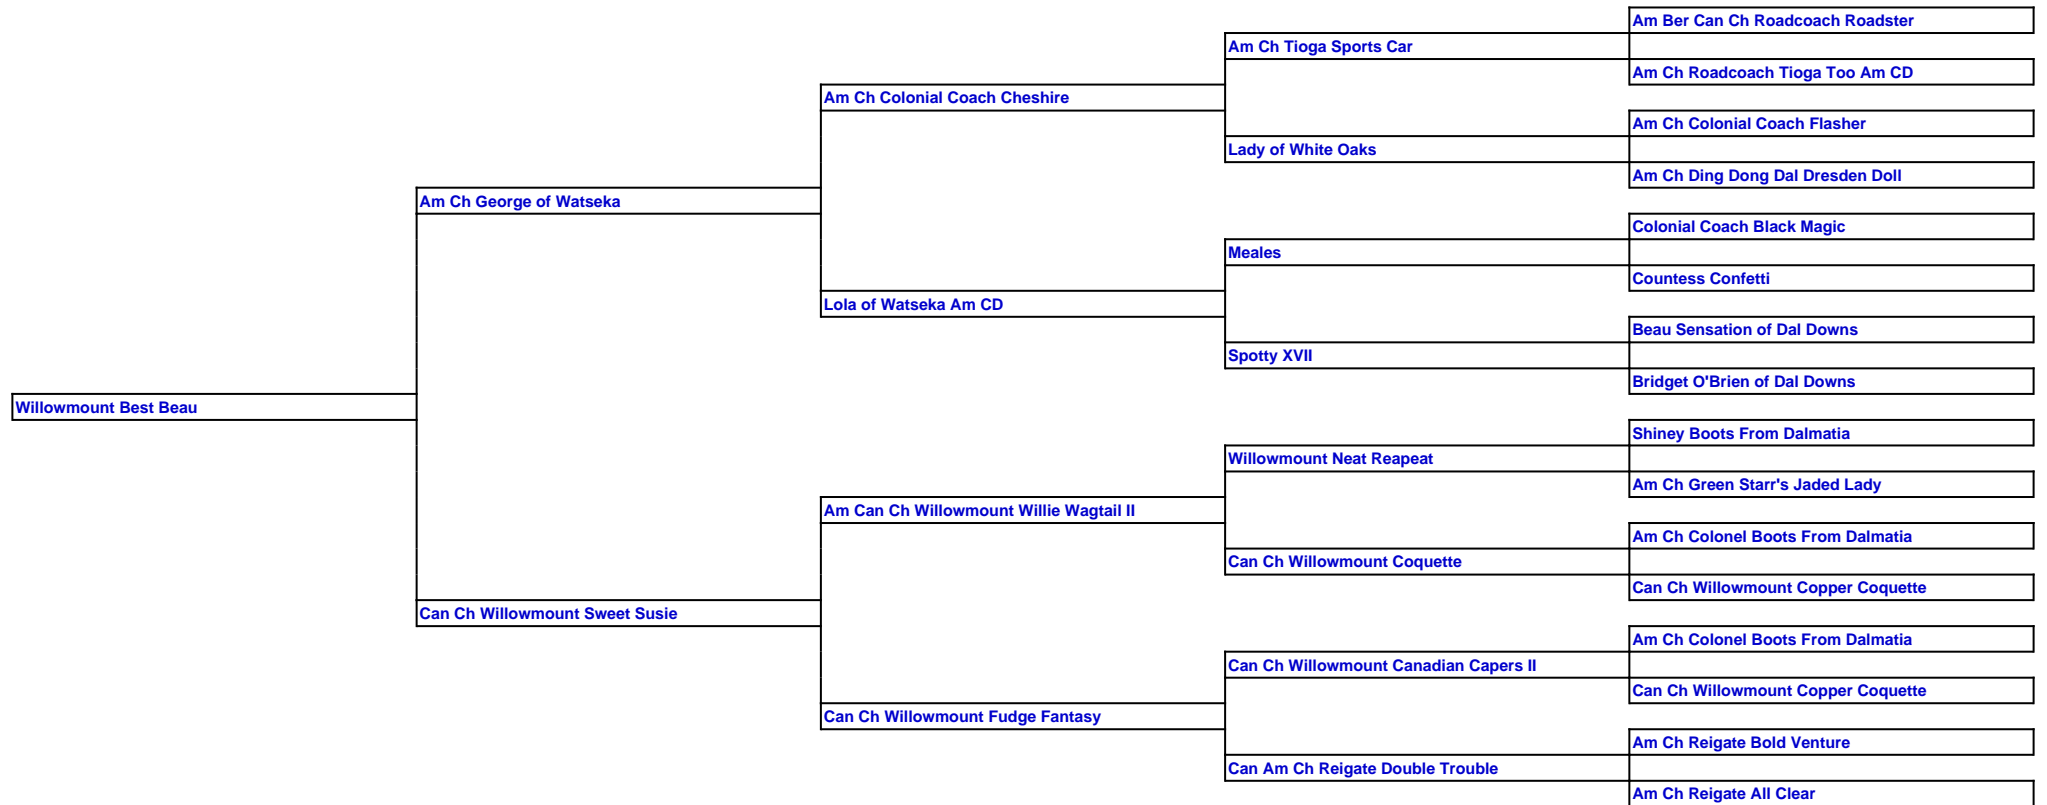 Am Ber Can Ch Roadcoach Roadster
Am Ch Tioga Sports Car
Am Ch Roadcoach Tioga Too Am CD
Am Ch Colonial Coach Cheshire
Am Ch Colonial Coach Flasher
Lady of White Oaks
Am Ch Ding Dong Dal Dresden Doll
Am Ch George of Watseka
Colonial Coach Black Magic
Meales
Countess Confetti
Lola of Watseka Am CD
Beau Sensation of Dal Downs
Spotty XVII
Bridget O'Brien of Dal Downs
Willowmount Best Beau
Shiney Boots From Dalmatia
Willowmount Neat Reapeat
Am Ch Green Starr's Jaded Lady
Am Can Ch Willowmount Willie Wagtail II
Am Ch Colonel Boots From Dalmatia
Can Ch Willowmount Coquette
Can Ch Willowmount Copper Coquette
Can Ch Willowmount Sweet Susie
Am Ch Colonel Boots From Dalmatia
Can Ch Willowmount Canadian Capers II
Can Ch Willowmount Copper Coquette
Can Ch Willowmount Fudge Fantasy
Am Ch Reigate Bold Venture
Can Am Ch Reigate Double Trouble
Am Ch Reigate All Clear